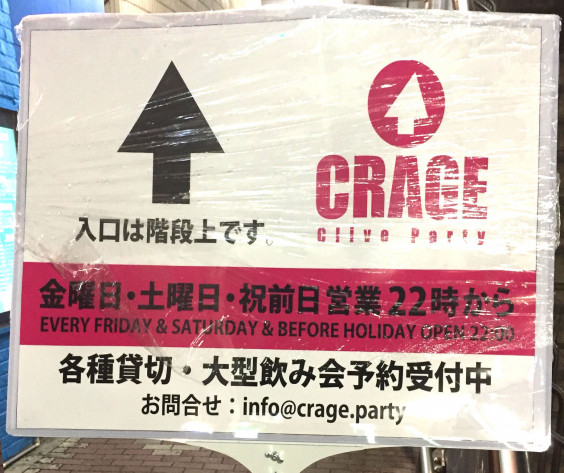 入口は階段上です。
CRAGE
Clive Party
金曜日・土曜日・祝前日営業22時から
EVERY FRIDAY & SATURDAY & BEFORE HOLIDAY OPEN 22:00
各種貸切・大型飲み会予約受付中
お問合せ：info@crage.party